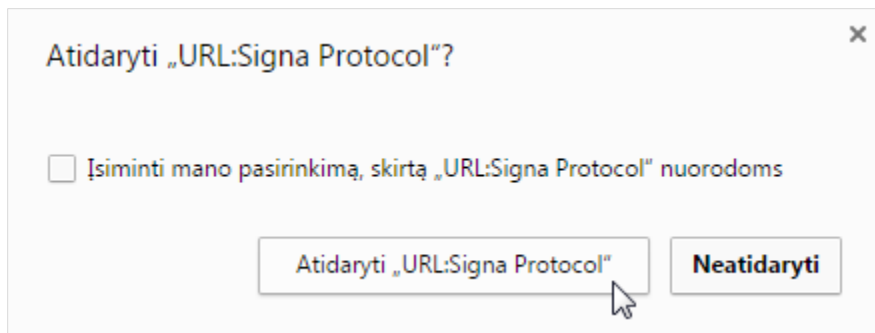 Atidaryti „URL:Signa Protocol“?
Įsiminti mano pasirinkimą, skirtą „URL:Signa Protocol“ nuorodoms
Atidaryti „URL:Signa Protocol“
Neatidaryti